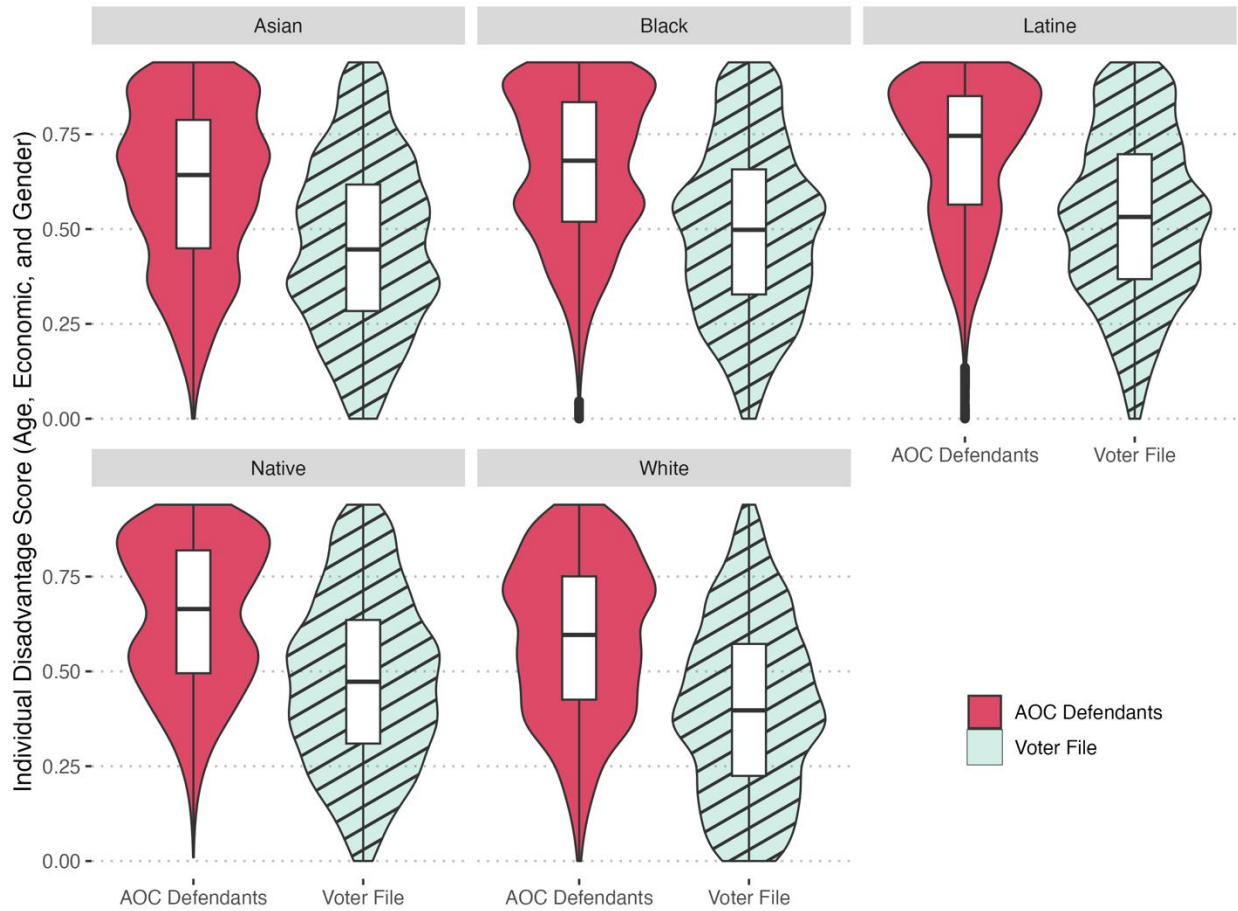 Asian
Black
Latine
Individual Disadvantage Score (Age, Economic, and Gender)
0.75
0.50
0.25
0.00
AOC Defendants
Voter File
Native
White
0.75
0.50
0.25
0.00
AOC Defendants
Voter File
AOC Defendants
Voter File
AOC Defendants
Voter File